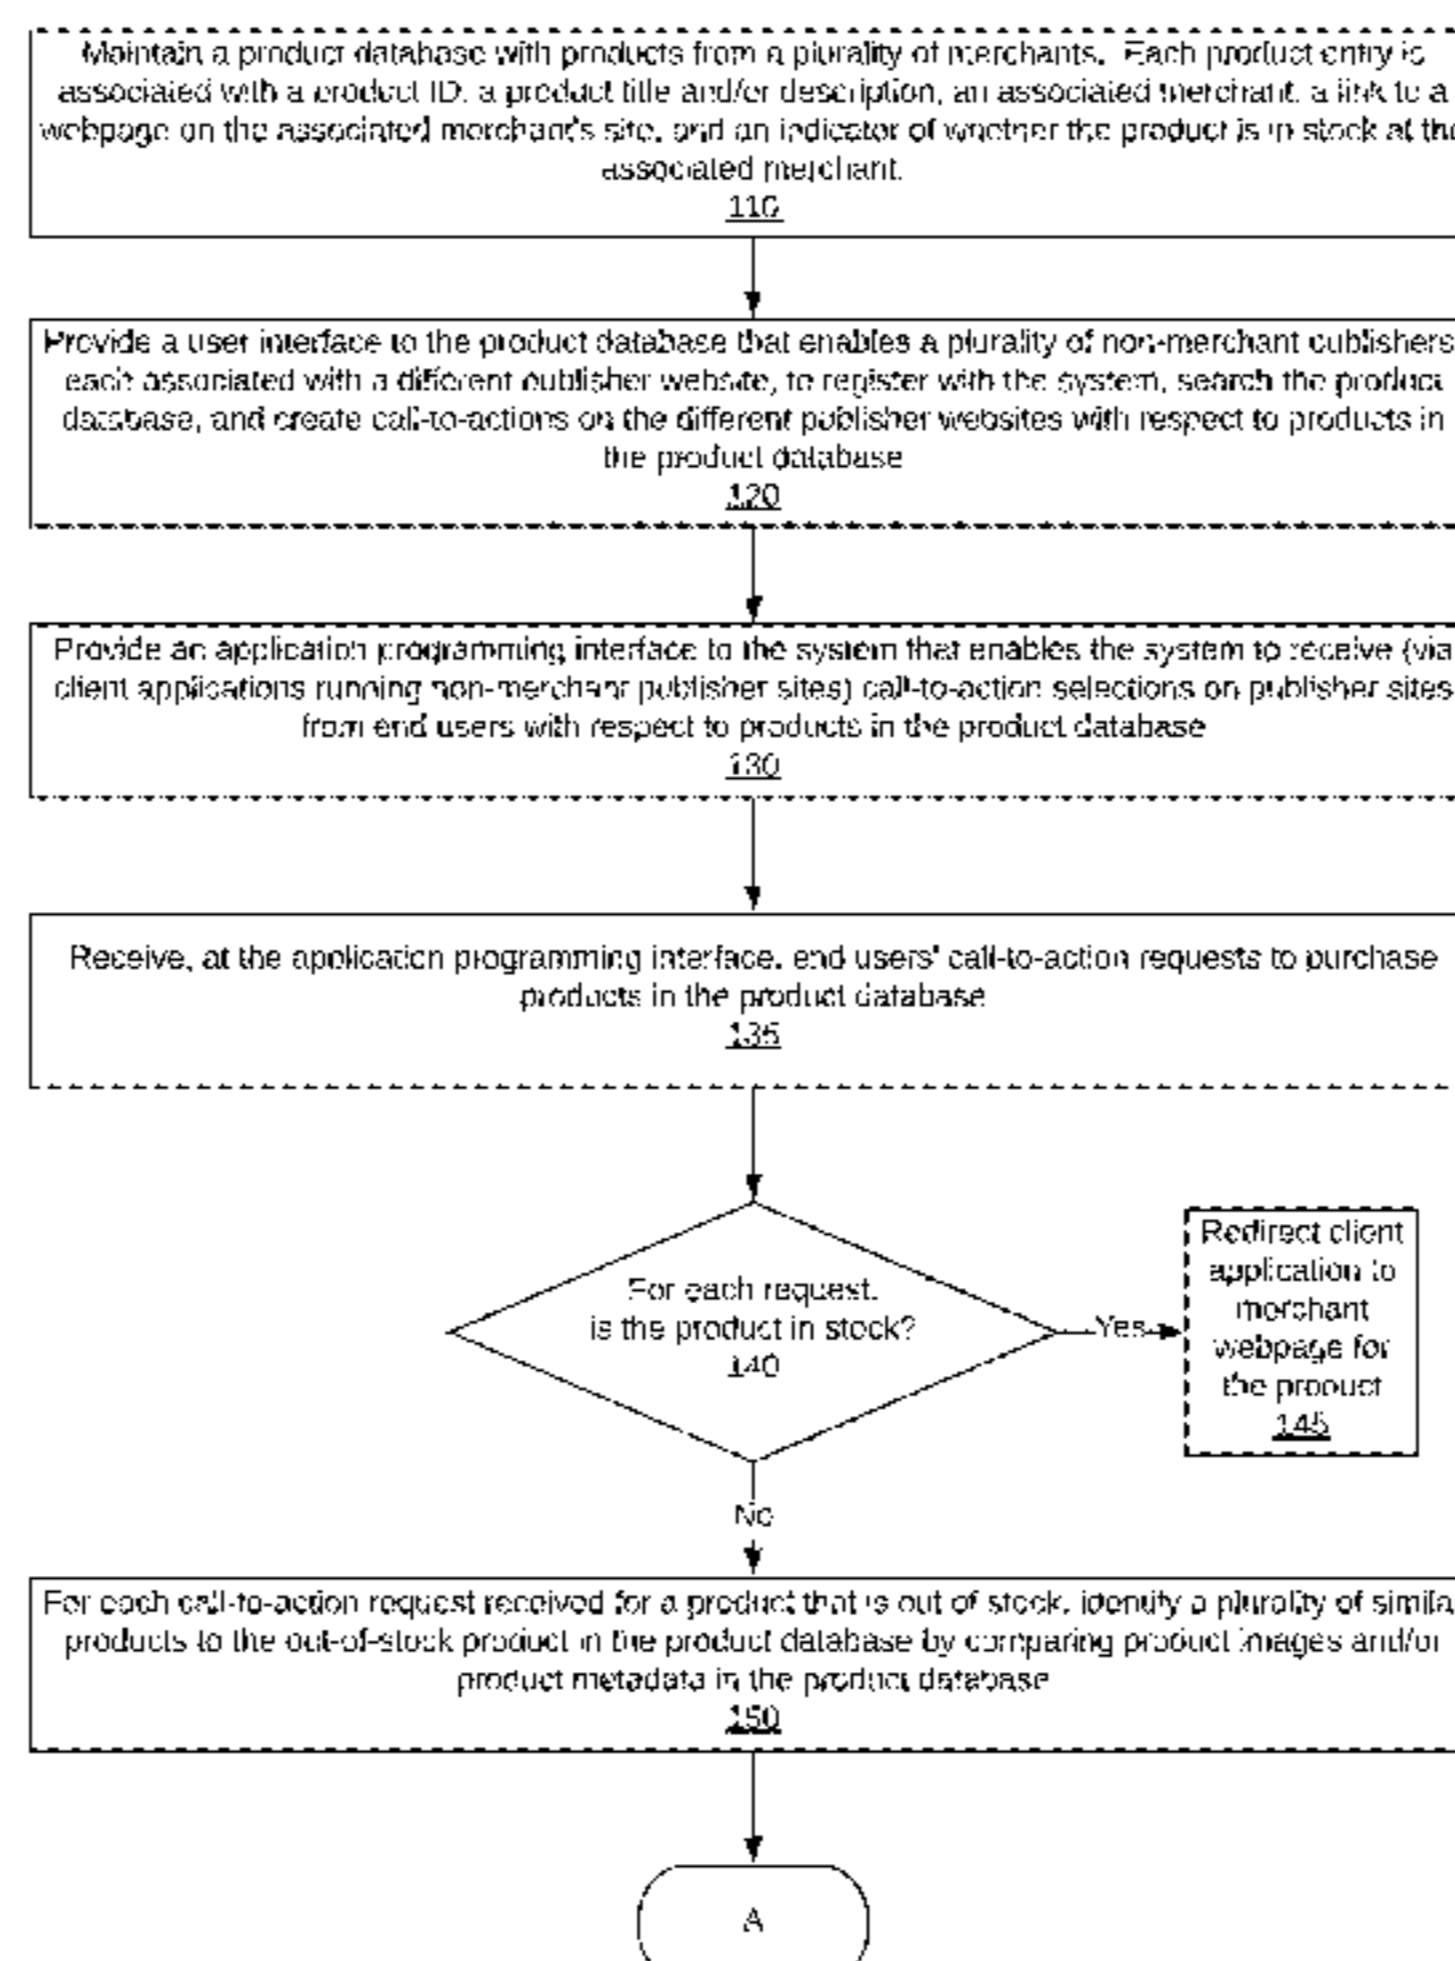 Maintain a product database with products from a plurality of merchants. Each product entry is
associated with a product ID, a product title and/or description, an associated merchant, a link to a
webpage on the associated merchant's site, and an indicator of whether the product is in stock at the
associated merchant.
110
Provide a user interface to the product database that enables a plurality of non-merchant publishers
each associated with a different publisher website, to register with the system, search the product
database, and create call-to-actions on the different publisher websites with respect to products in
the product database
120
Provide an application programming interface to the system that enables the system to receive (via
client applications running non-merchant publisher sites) call-to-action selections on publisher sites
from end users with respect to products in the product database
130
Receive, at the application programming interface, end users' call-to-action requests to purchase
products in the product database
135
For each request,
is the product in stock?
140
Yes
Redirect client
application to
merchant
webpage for
the product
145
No
For each call-to-action request received for a product that is out of stock, identify a plurality of simila
products to the out-of-stock product in the product database by comparing product images and/or
product metadata in the product database
150
A